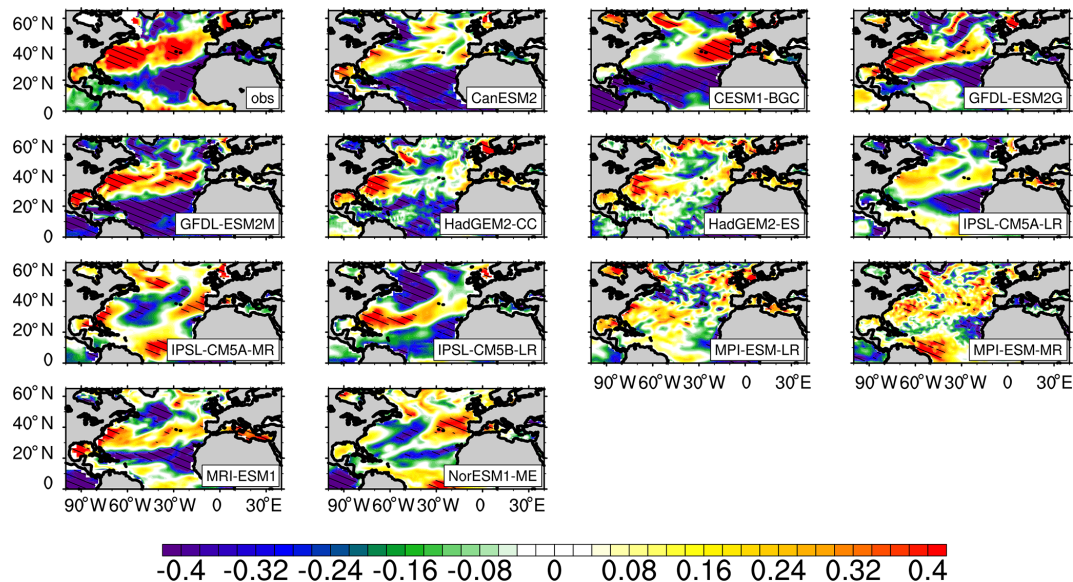 60°N
40°N
20°N
0
obs
CanESM2
CESM1-BGC
GFDL-ESM2G
60°N
40°N
20°N
0
GFDL-ESM2M
HadGEM2-CC
HadGEM2-ES
IPSL-CM5A-LR
60°N
40°N
20°N
0
IPSL-CM5A-MR
IPSL-CM5B-LR
MPI-ESM-LR
MPI-ESM-MR
90°W 60°W 30°W 0 30°E 90°W 60°W 30°W 0 30°E
60°N
40°N
20°N
0
MRI-ESM1
NorESM1-ME
90°W 60°W 30°W 0 30°E 90°W 60°W 30°W 0 30°E
-0.4 -0.32 -0.24 -0.16 -0.08 0 0.08 0.16 0.24 0.32 0.4